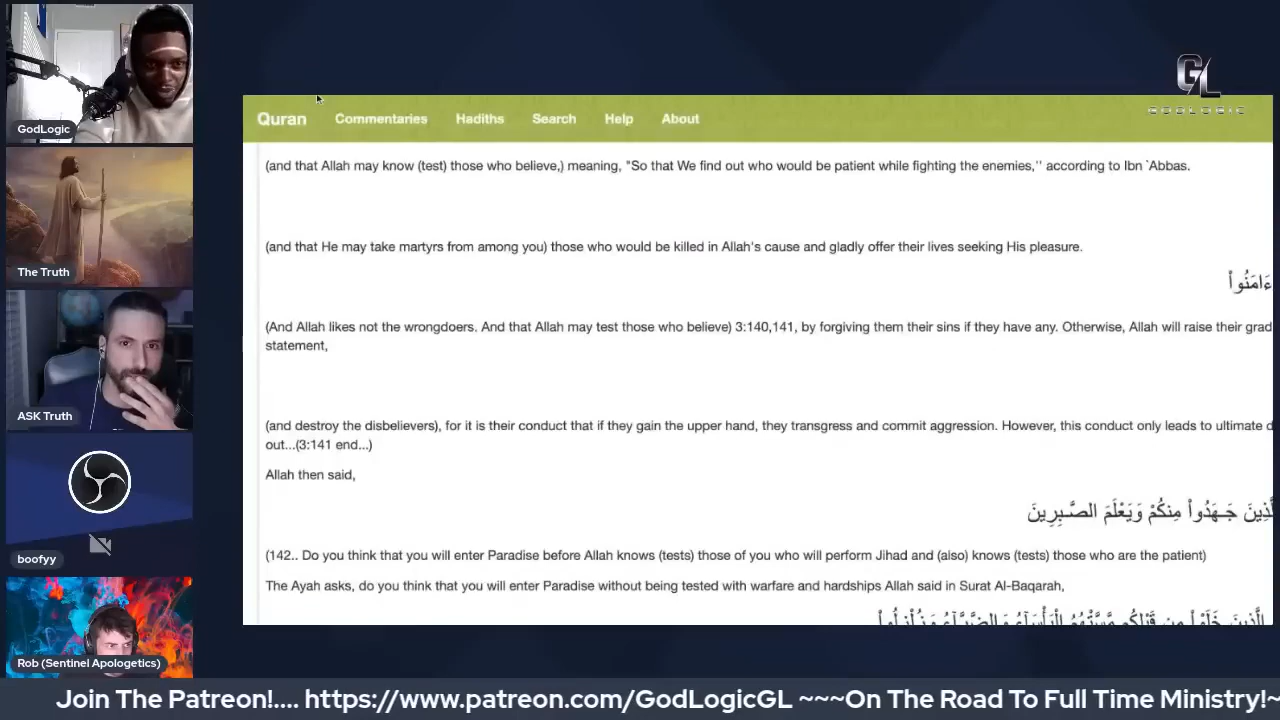 GodLogic
The Truth
ASK Truth
boofyy
Rob (Sentinel Apologetics)
GL
GODLOGIC
Quran Commentaries Hadiths Search Help About
(and that Allah may know (test) those who believe,) meaning, "So that We find out who would be patient while fighting the enemies,'' according to Ibn `Abbas.
(and that He may take martyrs from among you) those who would be killed in Allah's cause and gladly offer their lives seeking His pleasure.
ءَامَنُواْ
(And Allah likes not the wrongdoers. And that Allah may test those who believe) 3:140,141, by forgiving them their sins if they have any. Otherwise, Allah will raise their grad
statement,
(and destroy the disbelievers), for it is their conduct that if they gain the upper hand, they transgress and commit aggression. However, this conduct only leads to ultimate d
out...(3:141 end...)
Allah then said,
لَّذِينَ جَـهَدُواْ مِنكُمْ وَيَعْلَمَ الصَّـبِرِينَ
(142.. Do you think that you will enter Paradise before Allah knows (tests) those of you who will perform Jihad and (also) knows (tests) those who are the patient)
The Ayah asks, do you think that you will enter Paradise without being tested with warfare and hardships Allah said in Surat Al-Baqarah,
الَّذِينَ خَلَوْاْ مِن قَبْلِكُم مَّسَّتْهُمُ الْبَأْسَآءُ وَالضَّرَّآءُ وَزُلْزِلُواْ
Join The Patreon!.... https://www.patreon.com/GodLogicGL ~~~On The Road To Full Time Ministry!~